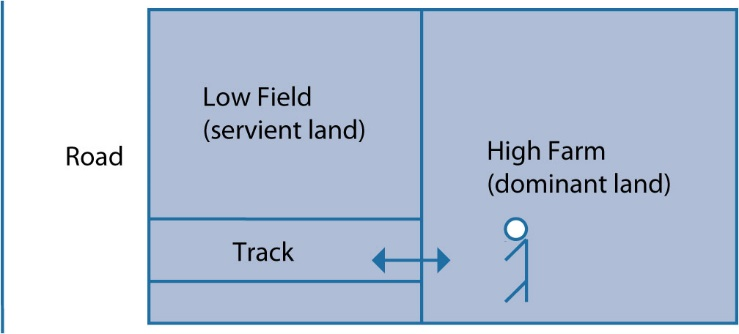 Road
Low Field
(servient land)
High Farm
(dominant land)
Track